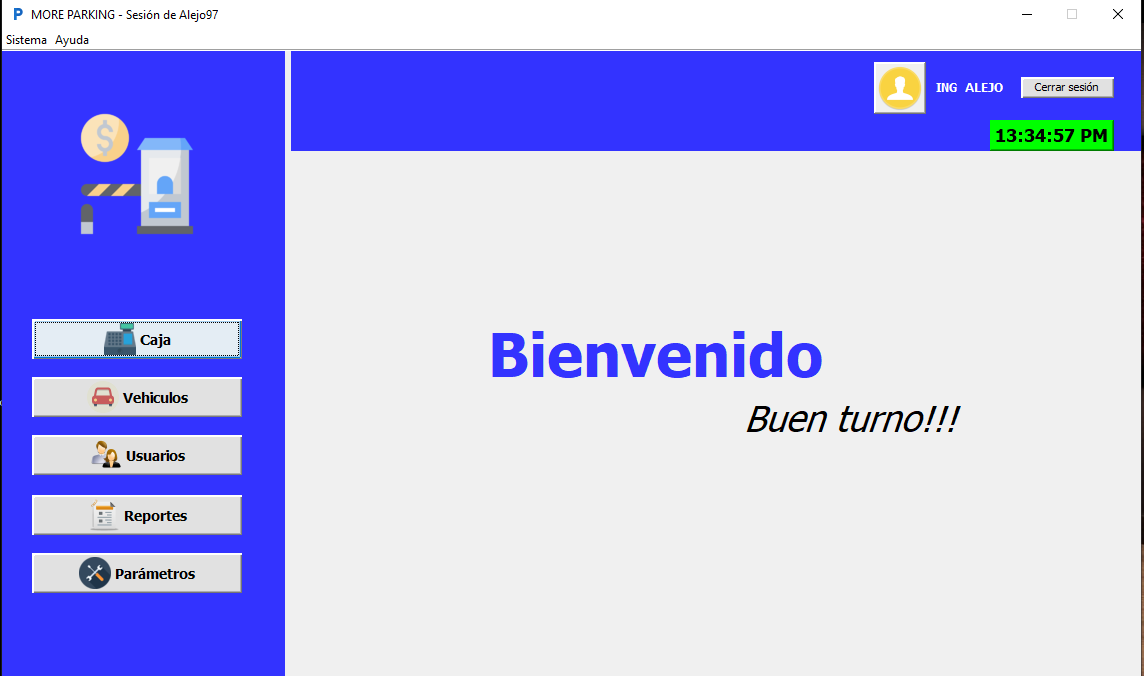 P MORE PARKING - Sesión de Alejo97
Sistema Ayuda
ING ALEJO Cerrar sesión
13:34:57 PM
$
Caja
Vehiculos
Usuarios
Reportes
Parámetros
Bienvenido
Buen turno!!!